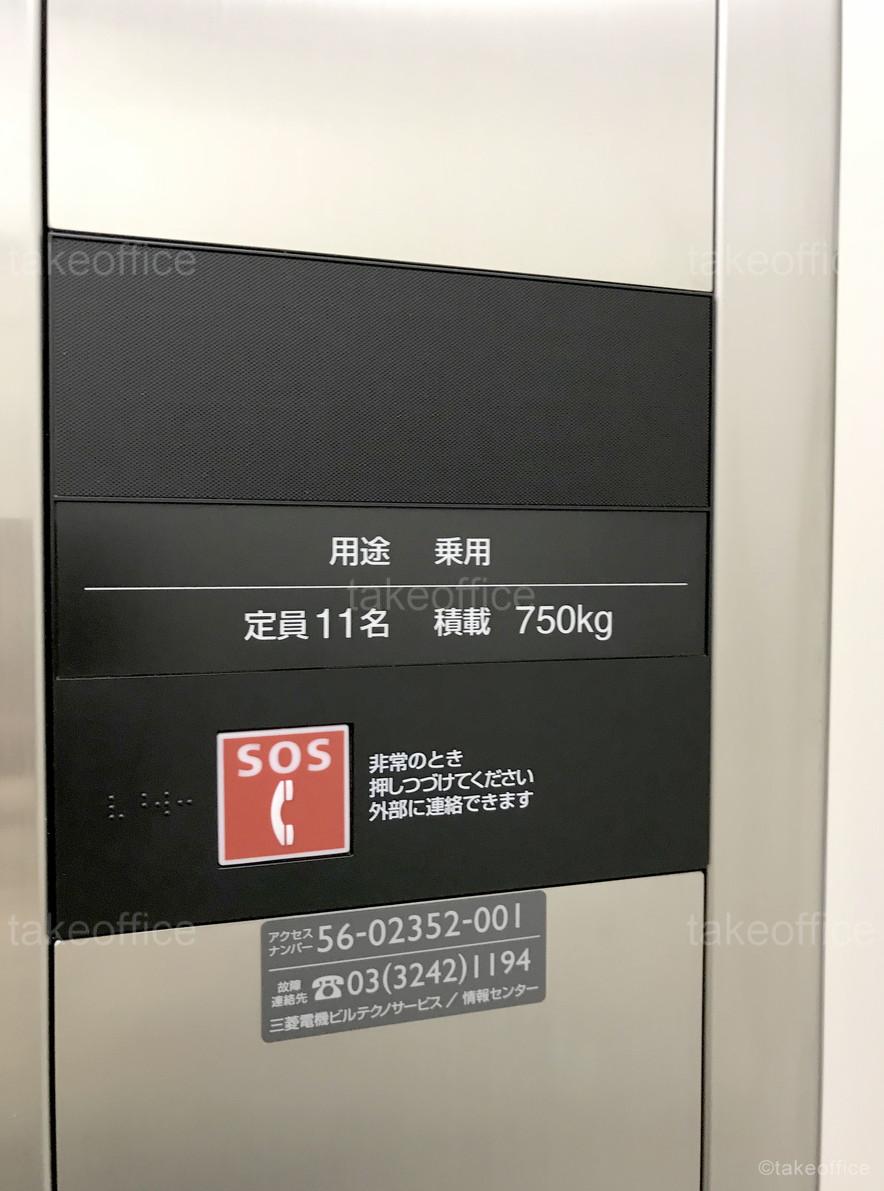 takeoffice takeoffice
用途 乗用
takeoffice
定員11名 積載 750kg
SOS
非常のとき
押しつづけてください
外部に連絡できます
takeoffice takeoffice
アクセス
ナンバー 56-02352-001
故障
連絡先 ☎03(3242)1194
三菱電機ビルテクノサービス / 情報センター
©takeoffice